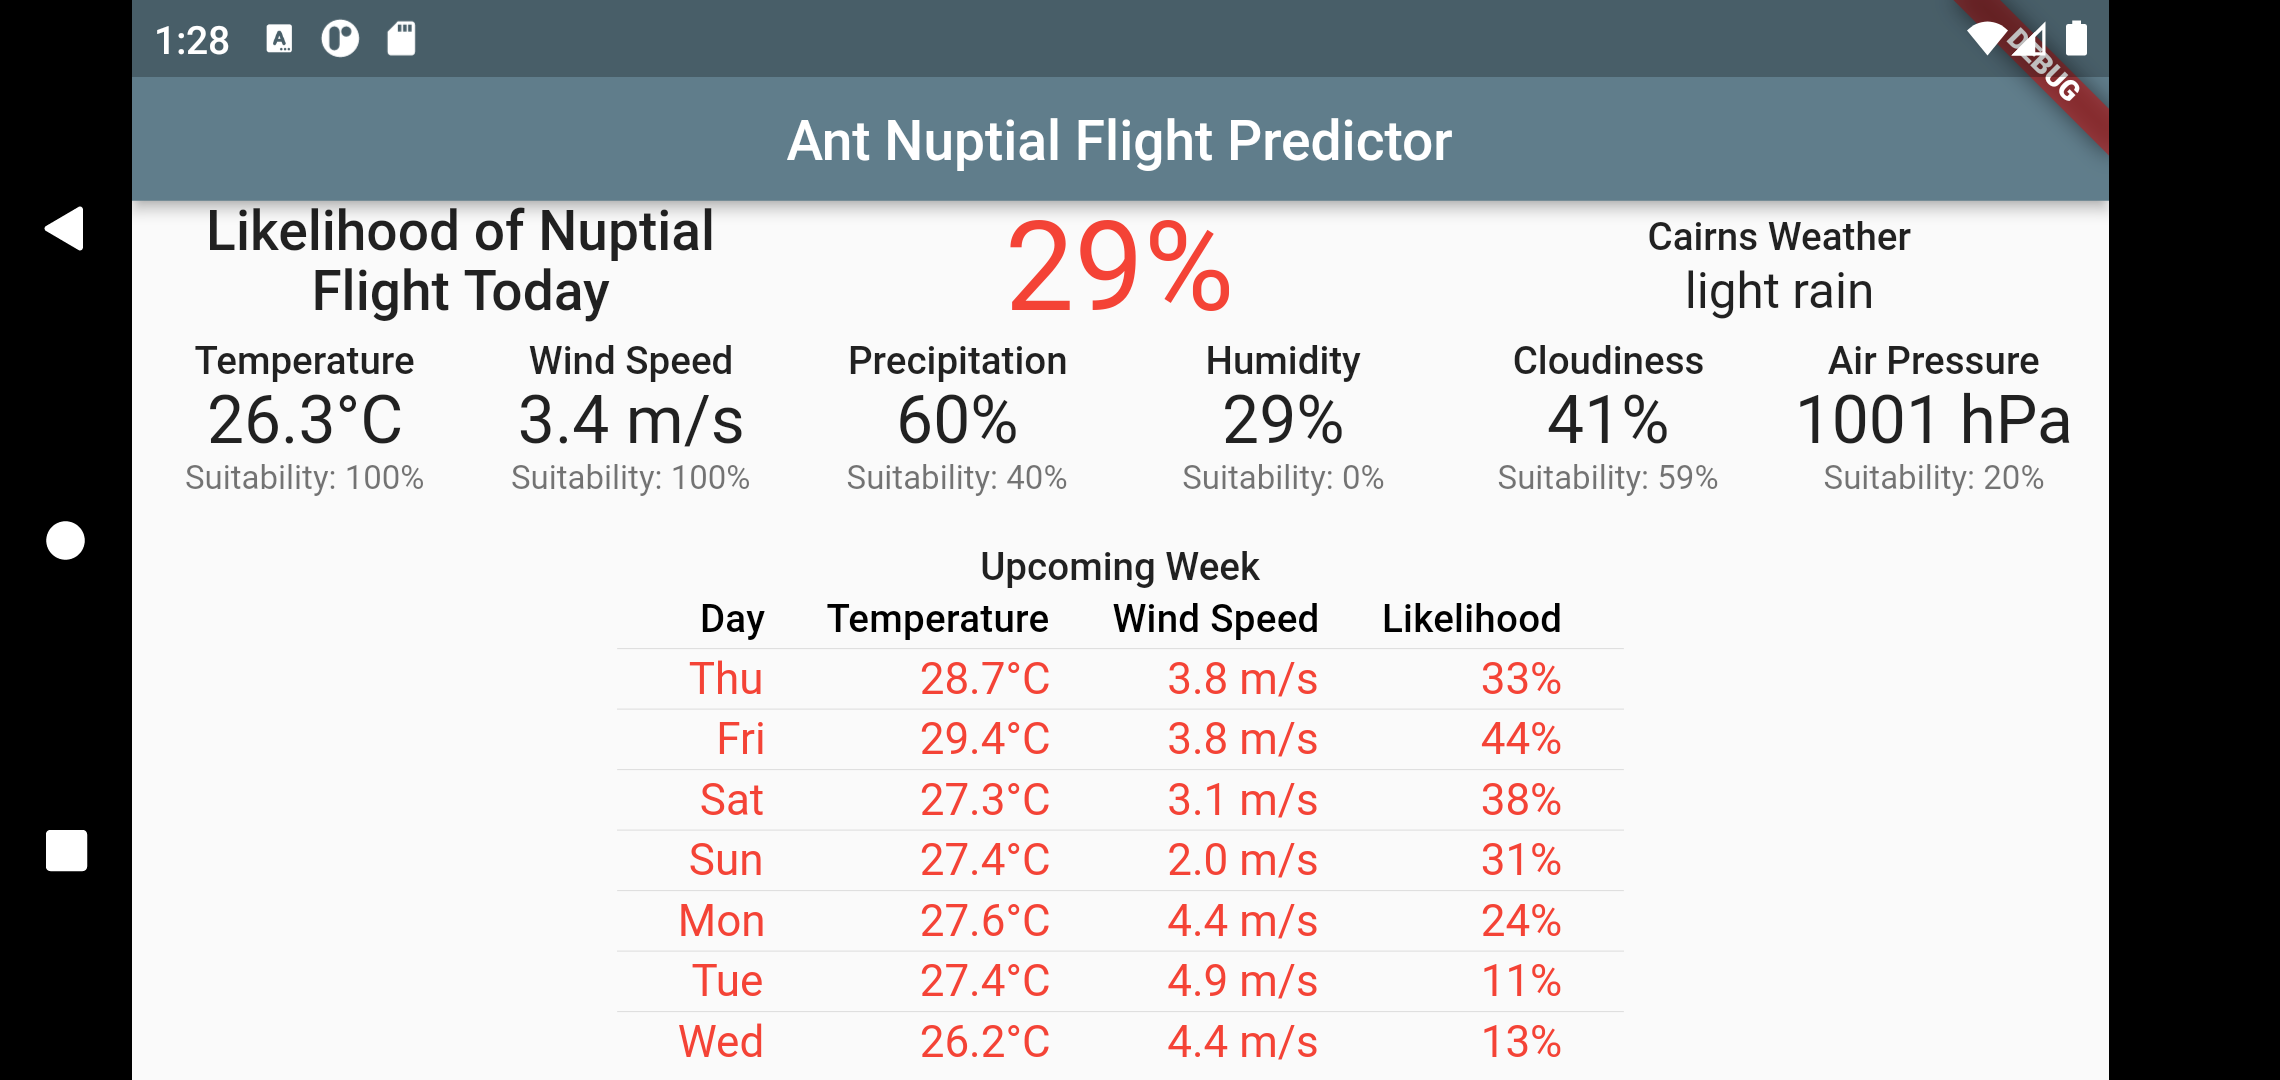 1:28
A
DEBUG
Ant Nuptial Flight Predictor
Likelihood of Nuptial
Flight Today
29%
Cairns Weather
light rain
Temperature Wind Speed Precipitation Humidity Cloudiness Air Pressure
26.3°C 3.4 m/s 60% 29% 41% 1001 hPa
Suitability: 100% Suitability: 100% Suitability: 40% Suitability: 0% Suitability: 59% Suitability: 20%
Upcoming Week
Day Temperature Wind Speed Likelihood
Thu 28.7°C 3.8 m/s 33%
Fri 29.4°C 3.8 m/s 44%
Sat 27.3°C 3.1 m/s 38%
Sun 27.4°C 2.0 m/s 31%
Mon 27.6°C 4.4 m/s 24%
Tue 27.4°C 4.9 m/s 11%
Wed 26.2°C 4.4 m/s 13%